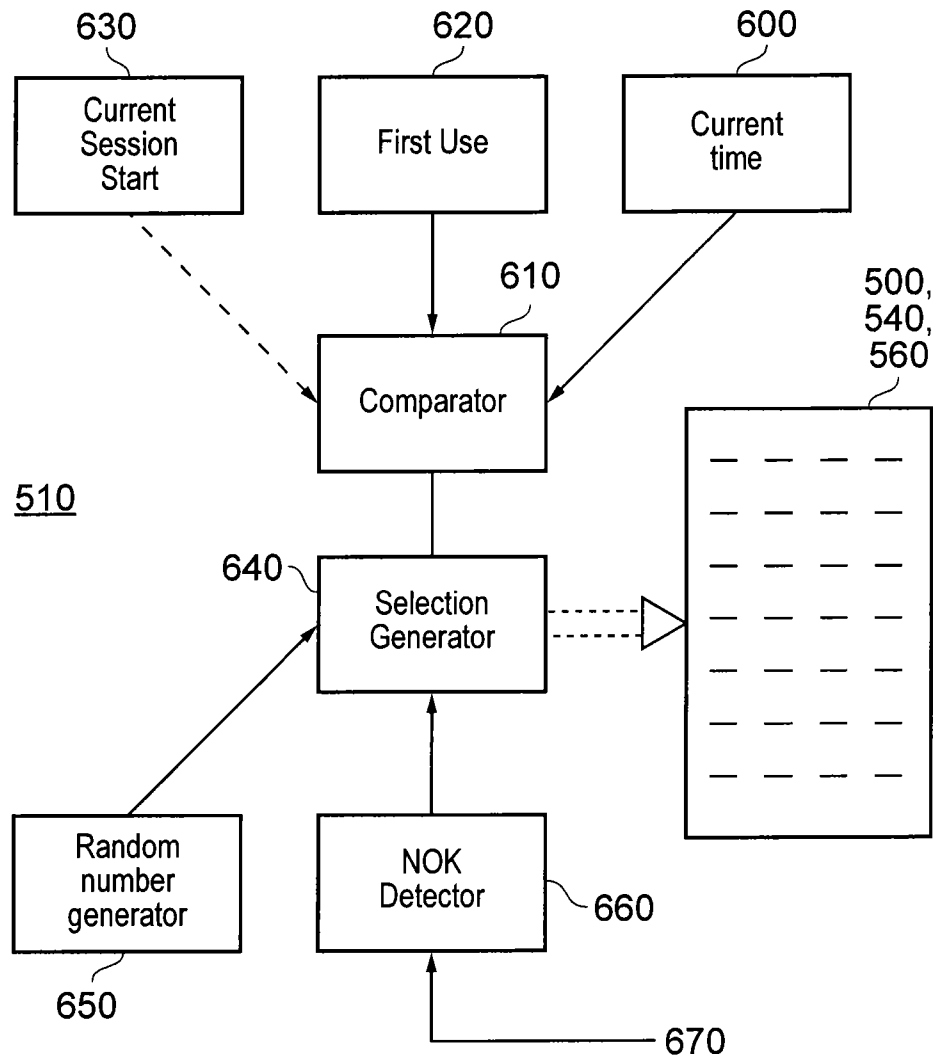 630
620
600
Current
Session
Start
First Use
Current
time
610
500,
540,
560
Comparator
510
640
Selection
Generator
Random
number
generator
NOK
Detector
660
650
670